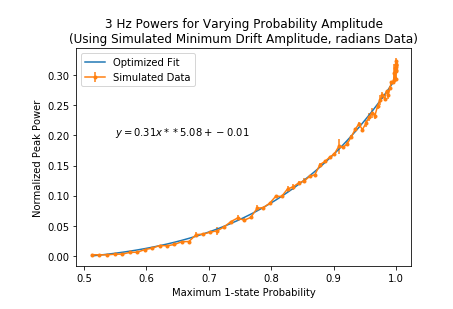 3 Hz Powers for Varying Probability Amplitude
(Using Simulated Minimum Drift Amplitude, radians Data)
Optimized Fit
Simulated Data
y = 0.31x * * 5.08 + − 0.01
Normalized Peak Power
0.30
0.25
0.20
0.15
0.10
0.05
0.00
0.5 0.6 0.7 0.8 0.9 1.0
Maximum 1-state Probability